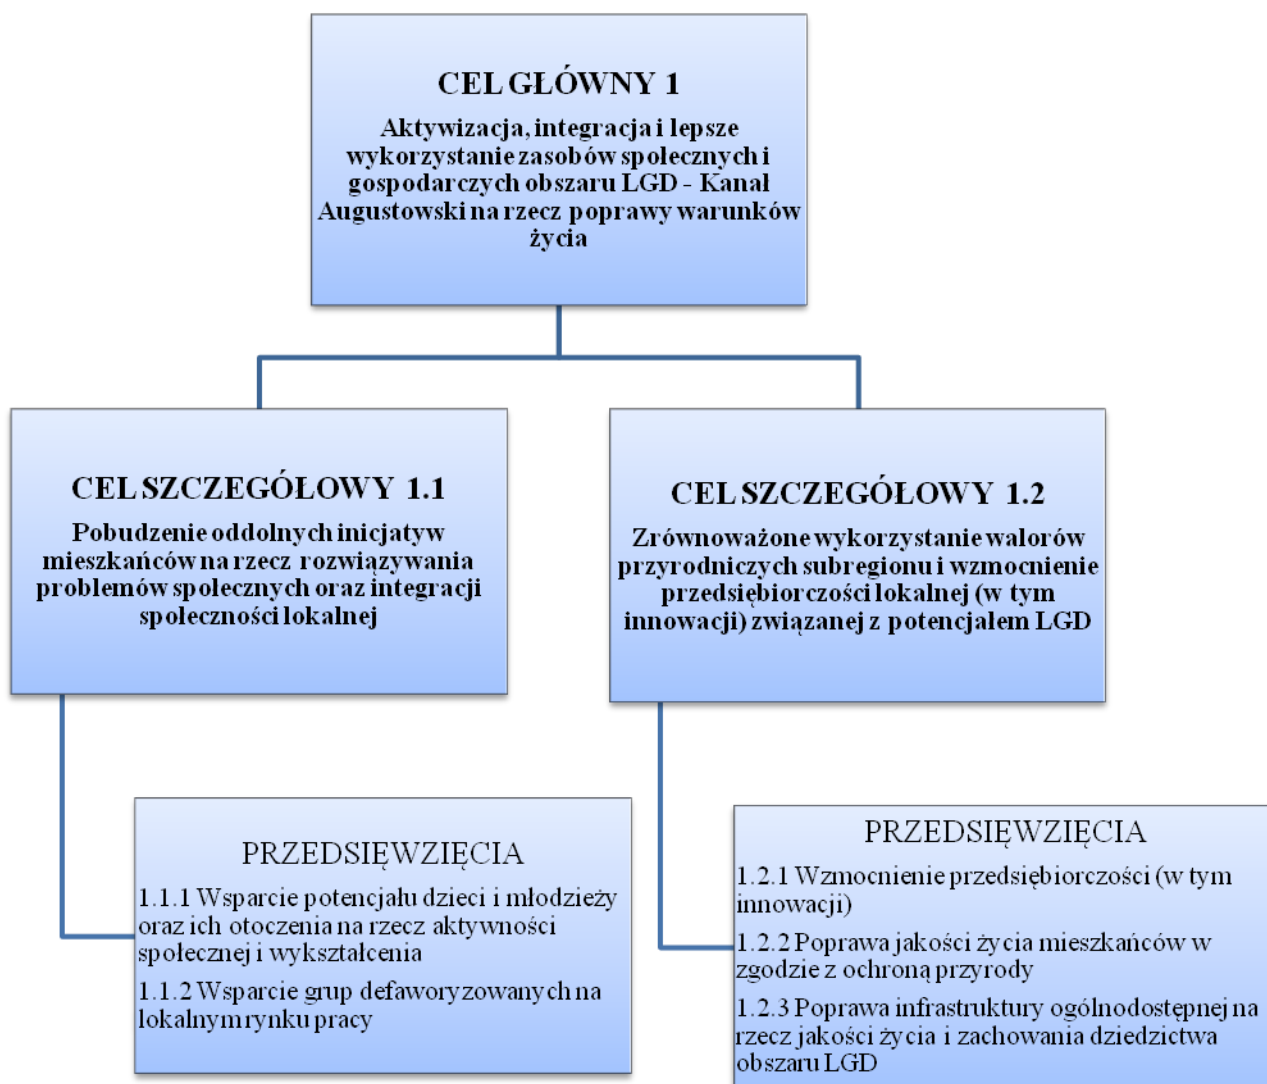 CEL GŁÓWNY 1
Aktywizacja, integracja i lepsze
wykorzystanie zasobów społecznych i
gospodarczych obszaru LGD - Kanał
Augustowski na rzecz poprawy warunków
życia
CEL SZCZEGÓŁOWY 1.1
Pobudzenie oddolnych inicjatyw
mieszkańców na rzecz rozwiązywania
problemów społecznych oraz integracji
społeczności lokalnej
CEL SZCZEGÓŁOWY 1.2
Zrównoważone wykorzystanie walorów
przyrodniczych subregionu i wzmocnienie
przedsiębiorczości lokalnej (w tym
innowacji) związanej z potencjałem LGD
PRZEDSIĘWZIĘCIA
1.1.1 Wsparcie potencjału dzieci i młodzieży
oraz ich otoczenia na rzecz aktywności
społecznej i wykształcenia
1.1.2 Wsparcie grup defaworyzowanych na
lokalnym rynku pracy
PRZEDSIĘWZIĘCIA
1.2.1 Wzmocnienie przedsiębiorczości (w tym
innowacji)
1.2.2 Poprawa jakości życia mieszkańców w
zgodzie z ochroną przyrody
1.2.3 Poprawa infrastruktury ogólnodostępnej na
rzecz jakości życia i zachowania dziedzictwa
obszaru LGD